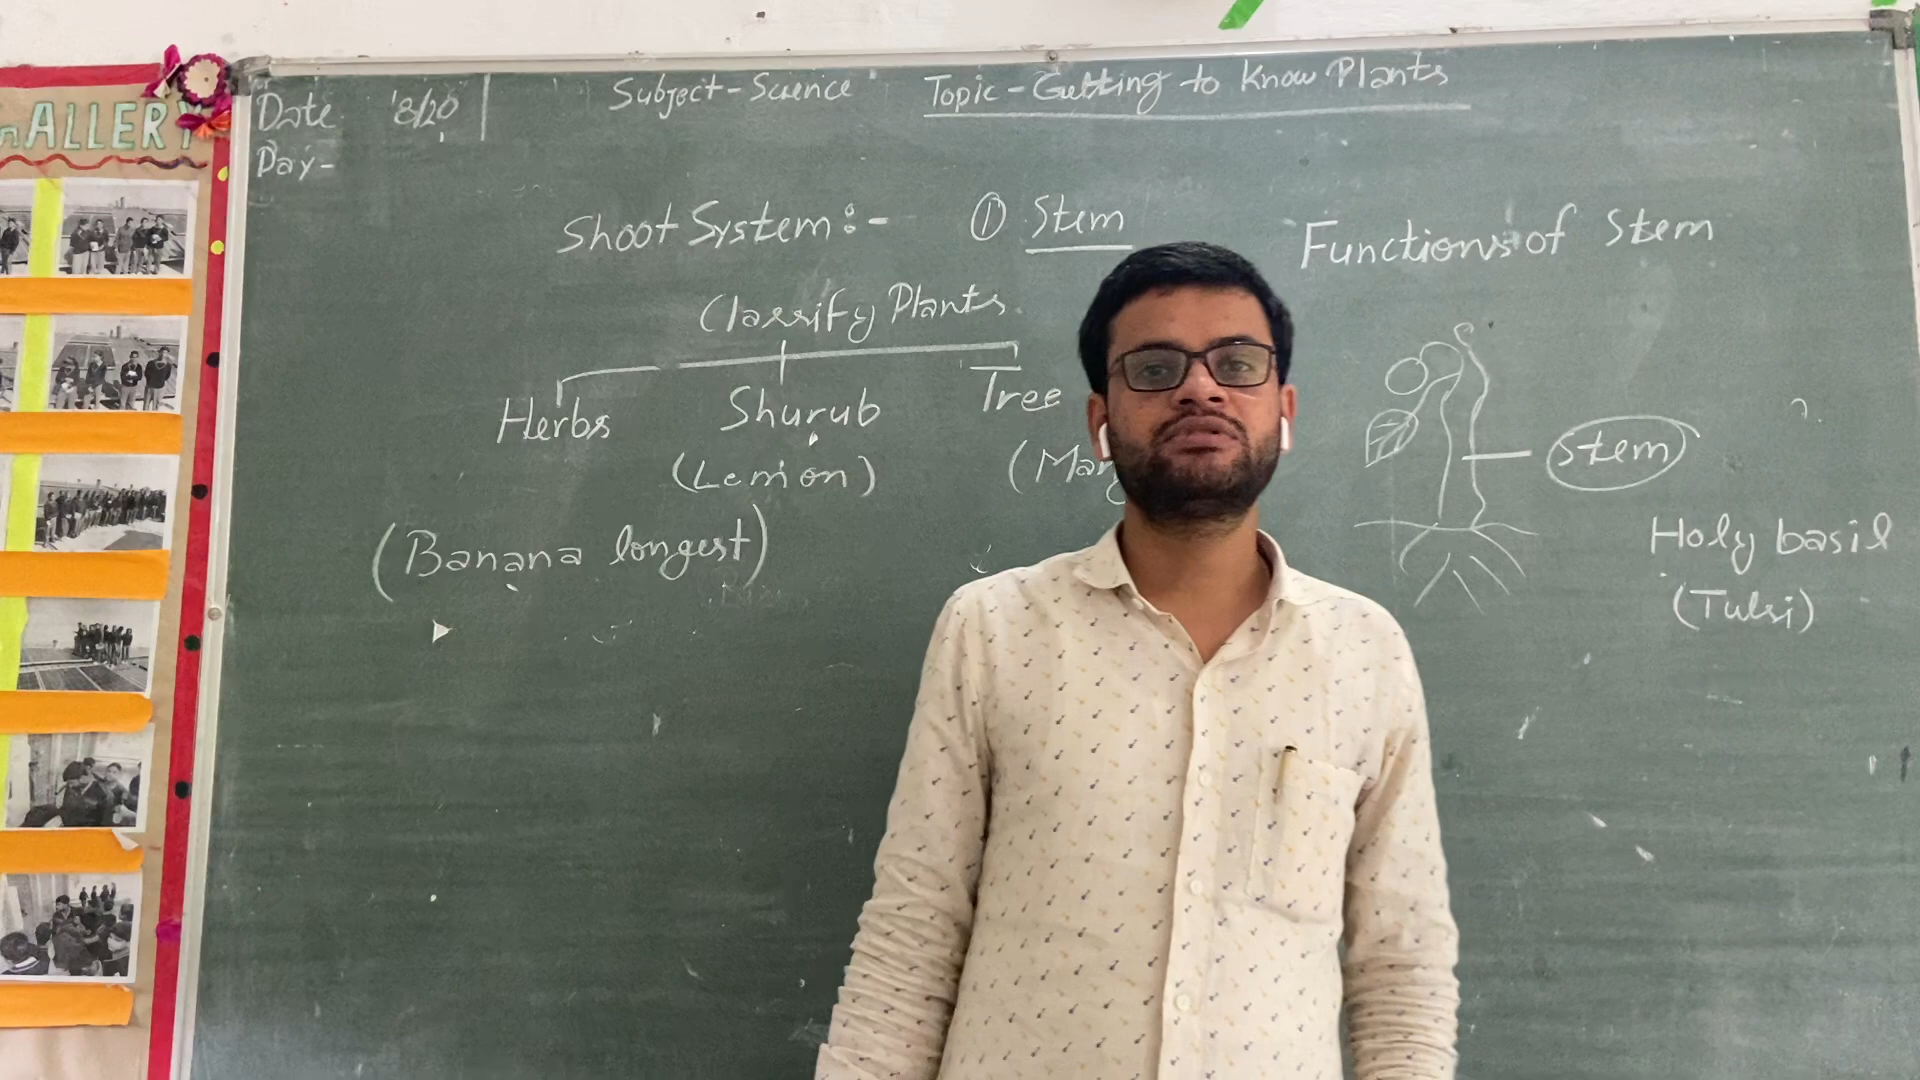 ALLERY
Date 8/20 Subject - Science Topic - Getting to Know Plants
Day-
Shoot System :- ① Stem
Functions of Stem
Classify Plants
Herbs Shurub Tree
(Lemon)
(Banana longest)
Stem
Holy basil
(Tulsi)